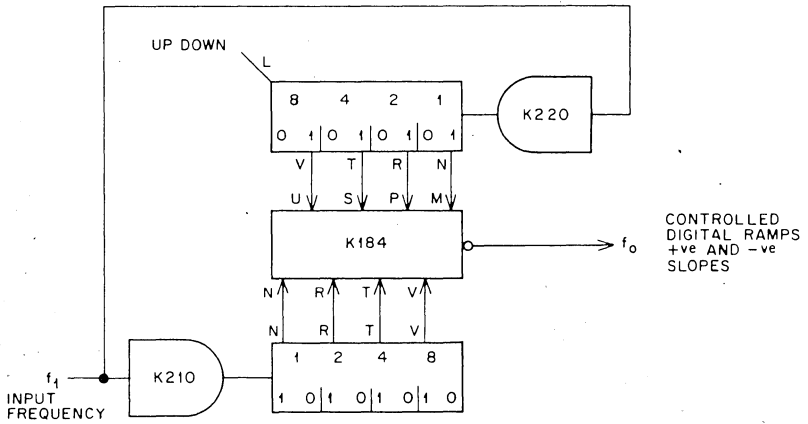 UP DOWN
L
8 4 2 1
K220
0 1 0 1 0 1 0 1
V T R N
U S P M
K184
f₀
CONTROLLED
DIGITAL RAMPS
+ve AND -ve
SLOPES
N R T V
N R T V
1 2 4 8
K210
f₁
INPUT
FREQUENCY
1 0 1 0 1 0 1 0